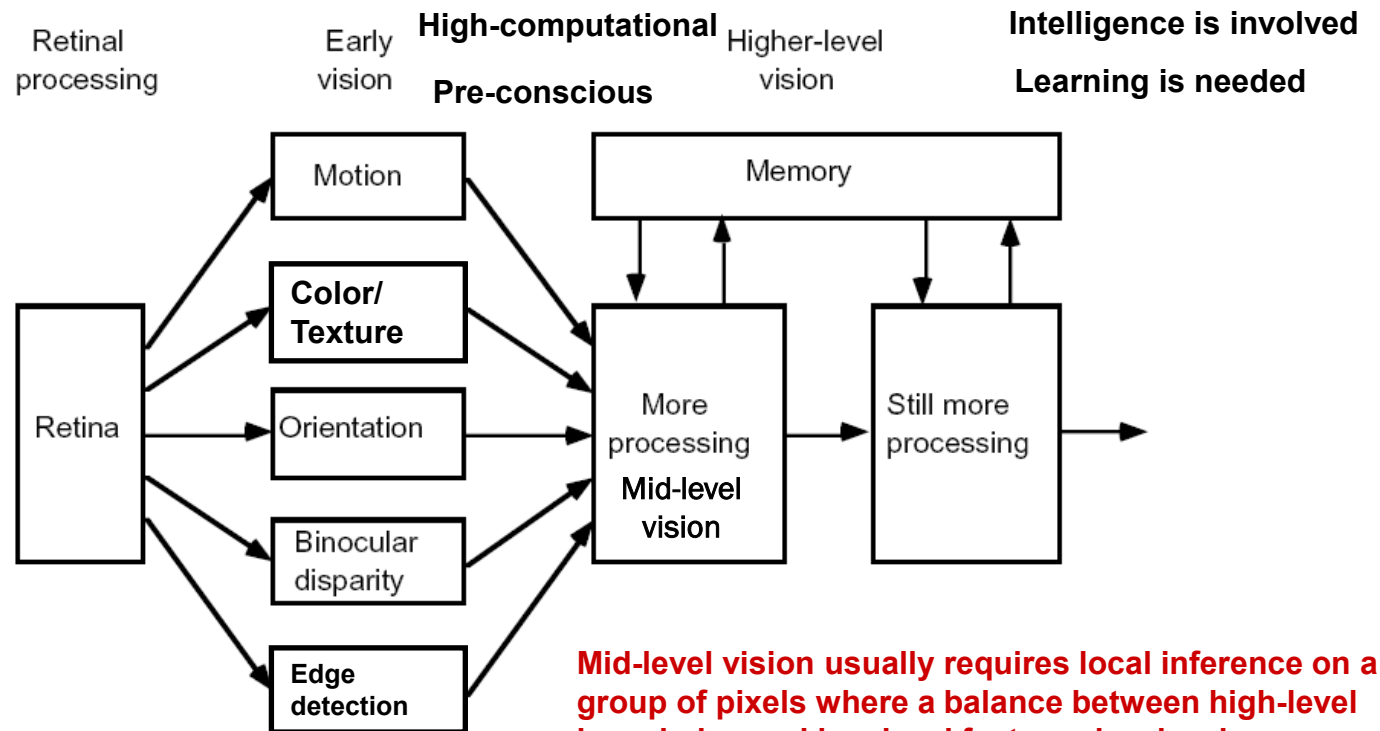 Retinal
processing
Early
vision
High-computational
Pre-conscious
Higher-level
vision
Intelligence is involved
Learning is needed
Motion
Memory
Color/
Texture
Retina
Orientation
More
processing
Mid-level
vision
Still more
processing
Binocular
disparity
Edge
detection
Mid-level vision usually requires local inference on a
group of pixels where a balance between high-level